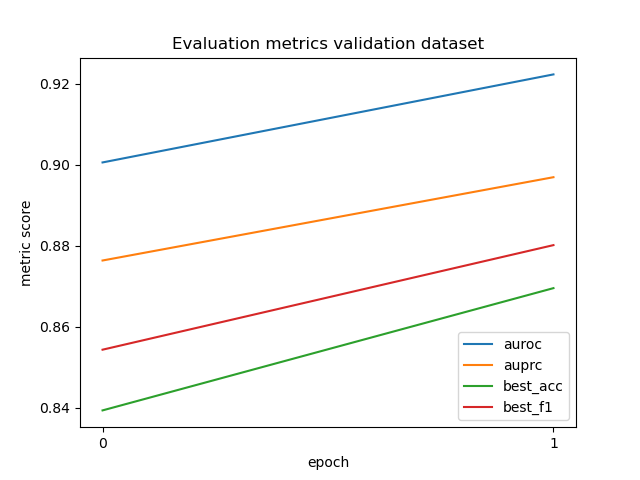 Evaluation metrics validation dataset
metric score
0.92
0.90
0.88
0.86
0.84
auroc
auprc
best_acc
best_f1
0 1
epoch